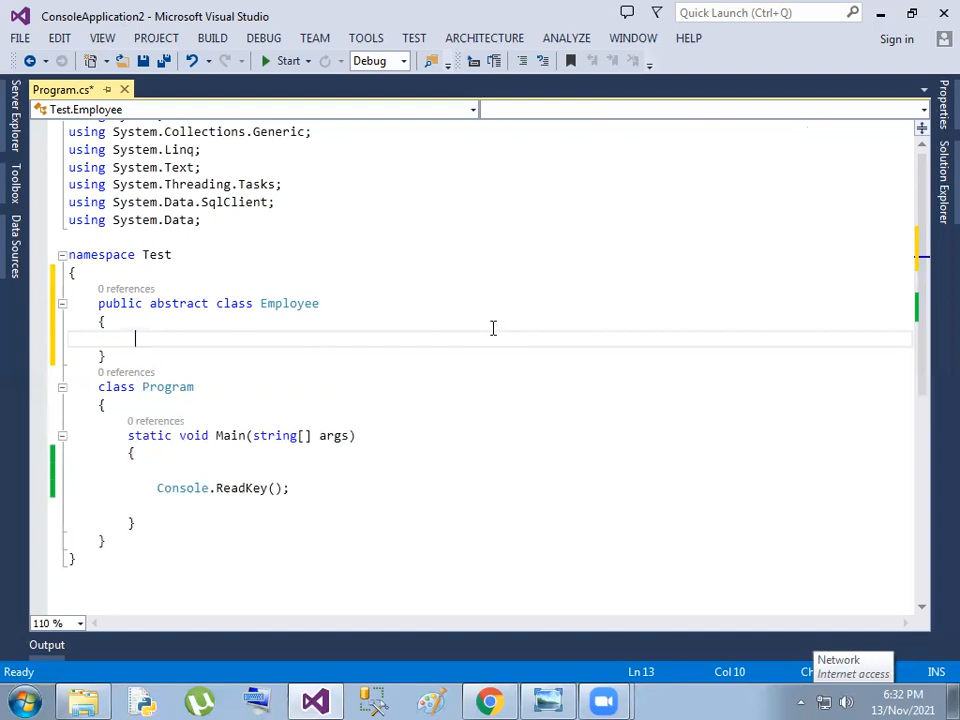 ConsoleApplication2 - Microsoft Visual Studio
Quick Launch (Ctrl+Q)
FILE EDIT VIEW PROJECT BUILD DEBUG TEAM TOOLS TEST ARCHITECTURE ANALYZE WINDOW HELP
Sign in
Start Debug
Program.cs*
Test.Employee
Server Explorer
Toolbox
Data Sources
Properties
Solution Explorer
using System.Collections.Generic;
using System.Linq;
using System.Text;
using System.Threading.Tasks;
using System.Data.SqlClient;
using System.Data;
namespace Test
{
0 references
public abstract class Employee
{
}
0 references
class Program
{
0 references
static void Main(string[] args)
{
Console.ReadKey();
}
}
}
110 %
Output
Network
Internet access
Ready Ln 13 Col 10 Ch INS
6:32 PM
13/Nov/2021